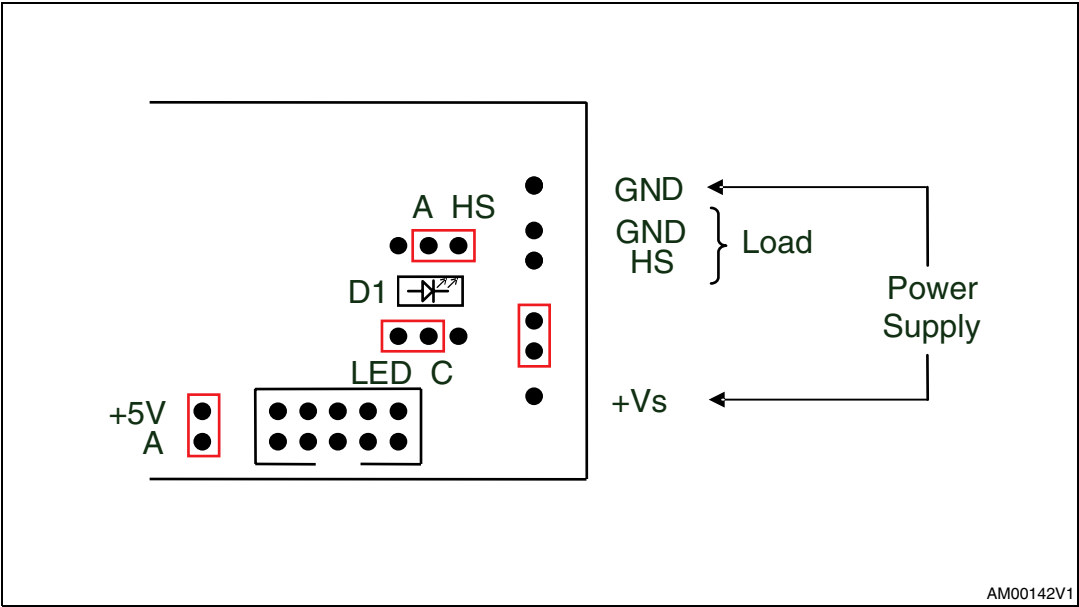 GND
A HS
GND
HS
Load
D1
Power
Supply
LED C
+5V
A
+Vs
AM00142V1